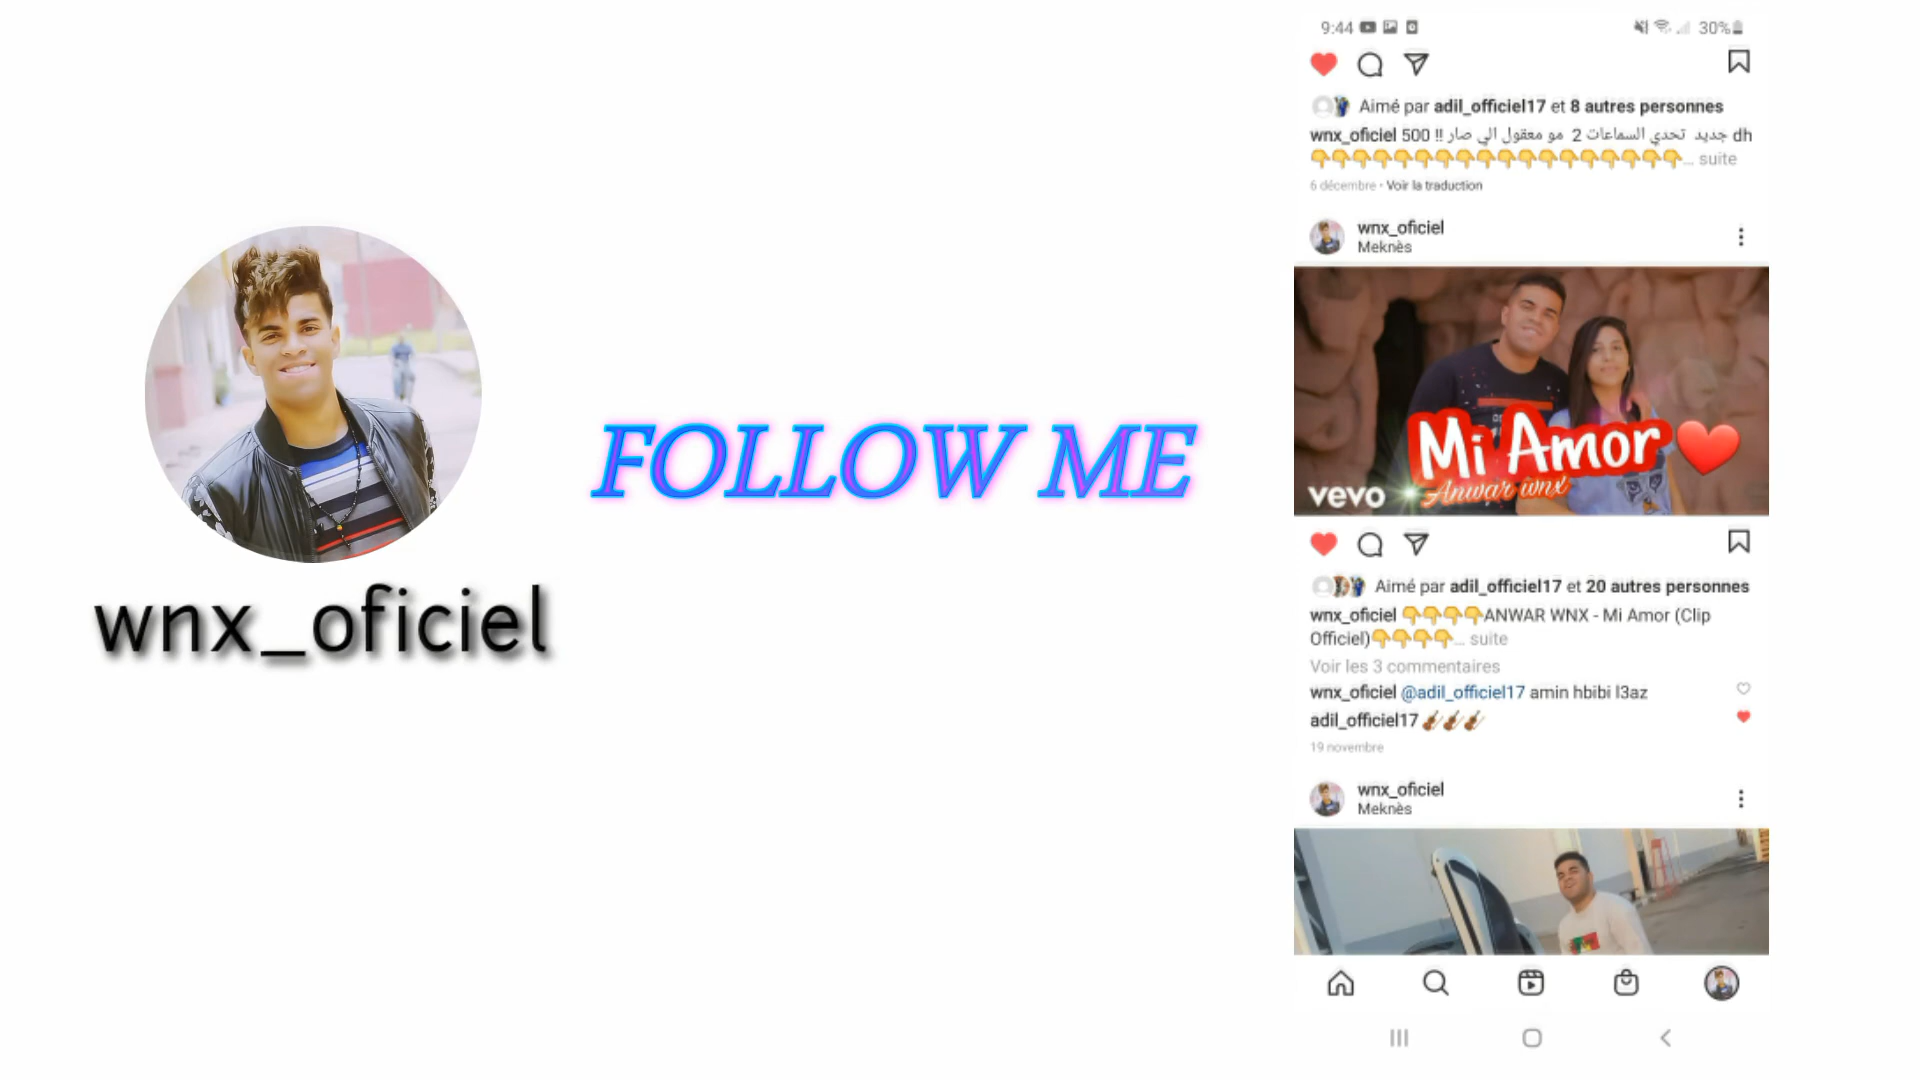 wnx_oficiel
FOLLOW ME
9:44
30%
Aimé par adil_officiel17 et 8 autres personnes
wnx_oficiel 500 !! جديد تحدي السماعات 2 مو معقول الي صار dh
👇👇👇👇👇👇👇👇👇👇👇👇👇👇👇👇👇👇... suite
6 décembre • Voir la traduction
wnx_oficiel
Meknès
Mi Amor ❤️
vevo
Anwar wnx
Aimé par adil_officiel17 et 20 autres personnes
wnx_oficiel 👇👇👇👇ANWAR WNX - Mi Amor (Clip
Officiel)👇👇👇👇... suite
Voir les 3 commentaires
wnx_oficiel @adil_officiel17 amin hbibi l3az
adil_officiel17 🎻🎻🎻
19 novembre
wnx_oficiel
Meknès